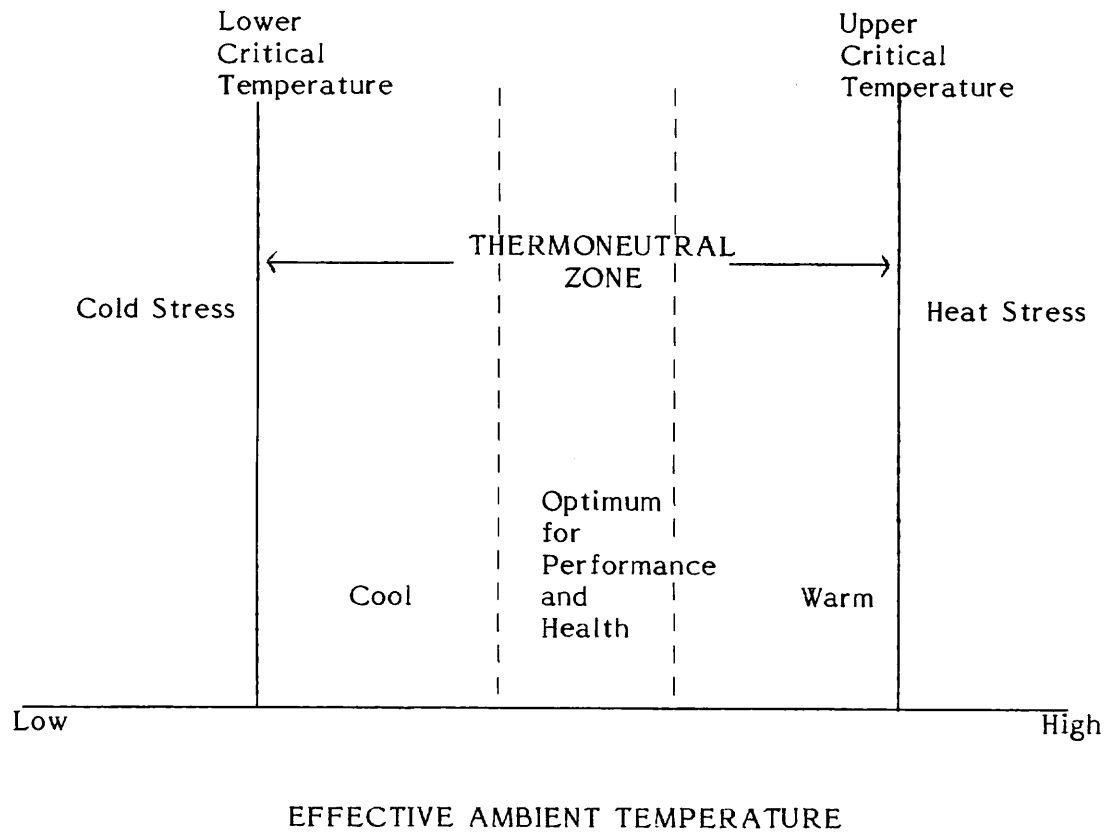 Lower
Critical
Temperature
Upper
Critical
Temperature
THERMONEUTRAL
ZONE
Cold Stress
Heat Stress
Optimum
for
Performance
and
Health
Cool
Warm
Low
High
EFFECTIVE AMBIENT TEMPERATURE